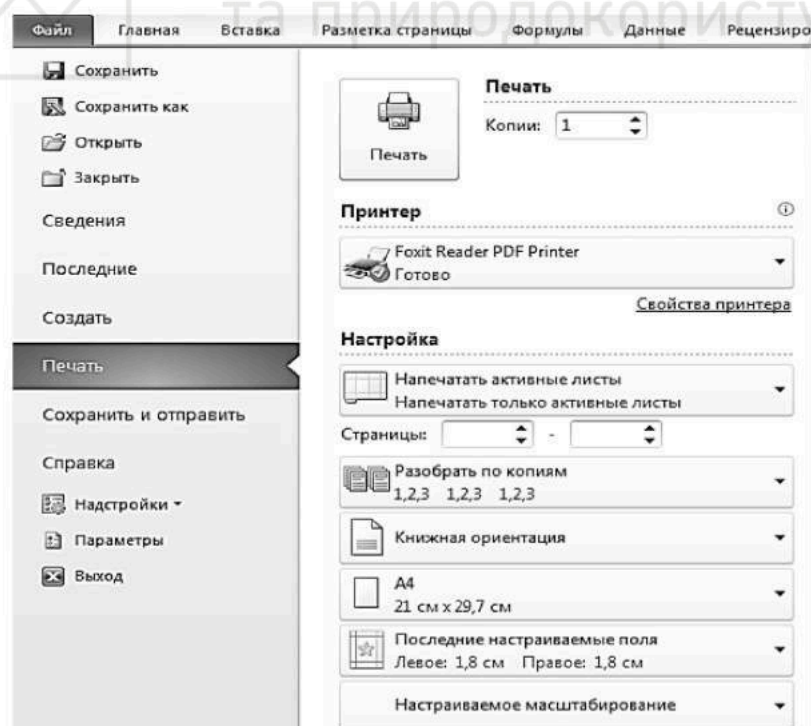 та природокористу
Файл Главная Вставка Разметка страницы Формулы Данные Рецензиро
Сохранить
Сохранить как
Открыть
Закрыть
Сведения
Последние
Создать
Печать
Сохранить и отправить
Справка
Надстройки
Параметры
Выход
Печать
Печать
Копии: 1
Принтер
Foxit Reader PDF Printer
Готово
Свойства принтера
Настройка
Напечатать активные листы
Напечатать только активные листы
Страницы: -
Разобрать по копиям
1,2,3 1,2,3 1,2,3
Книжная ориентация
A4
21 см x 29,7 см
Последние настраиваемые поля
Левое: 1,8 см Правое: 1,8 см
Настраиваемое масштабирование